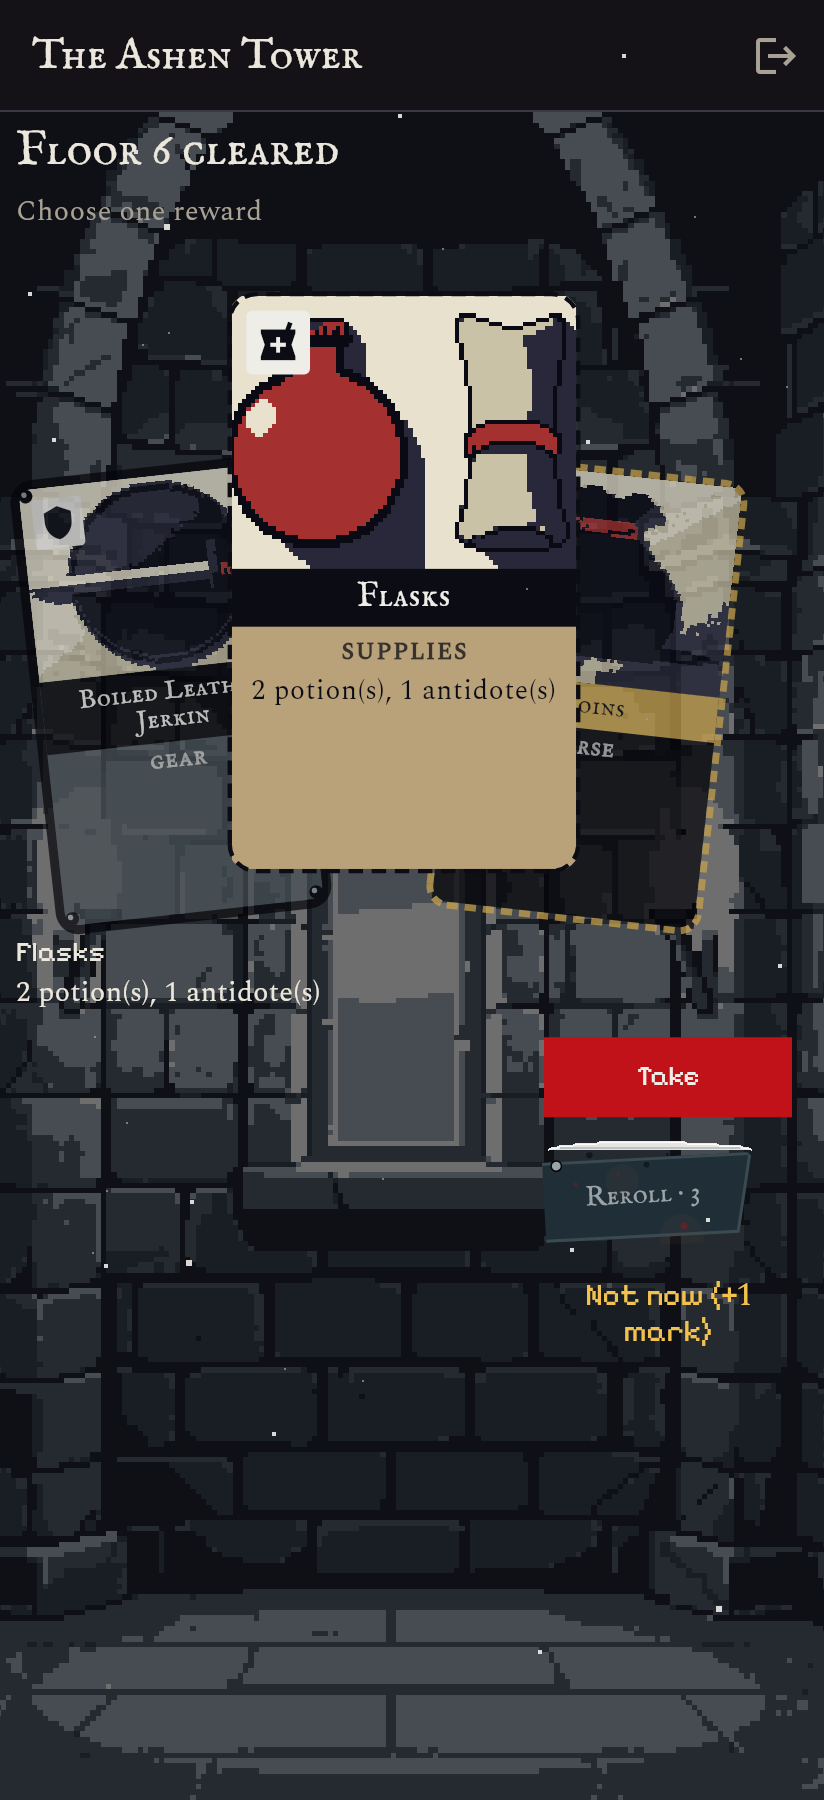 The Ashen Tower
Floor 6 cleared
Choose one reward
Flasks
SUPPLIES
2 potion(s), 1 antidote(s)
Boiled Leath
Jerkin
GEAR
oins
RSE
Flasks
2 potion(s), 1 antidote(s)
Take
Reroll · 3
Not now (+1
mark)